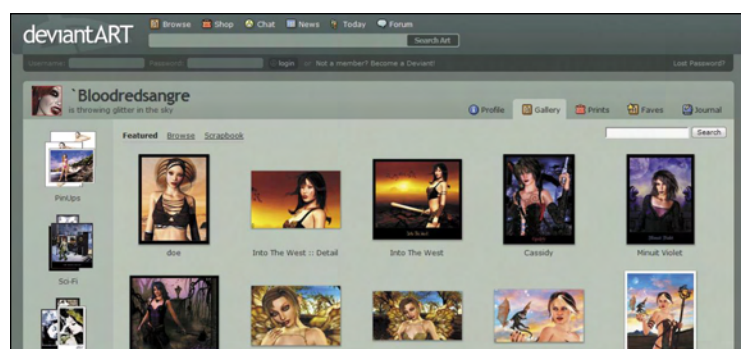 deviantART
Browse Shop Chat News Today Forum
Search Art
Username: Password: login or Not a member? Become a Deviant! Lost Password?
`Bloodredsangre
is throwing glitter in the sky
Profile Gallery Prints Faves Journal
Featured Browse Scrapbook Search
PinUps
doe Into The West :: Detail Into The West Cassidy Minuit Violet
Sci-Fi